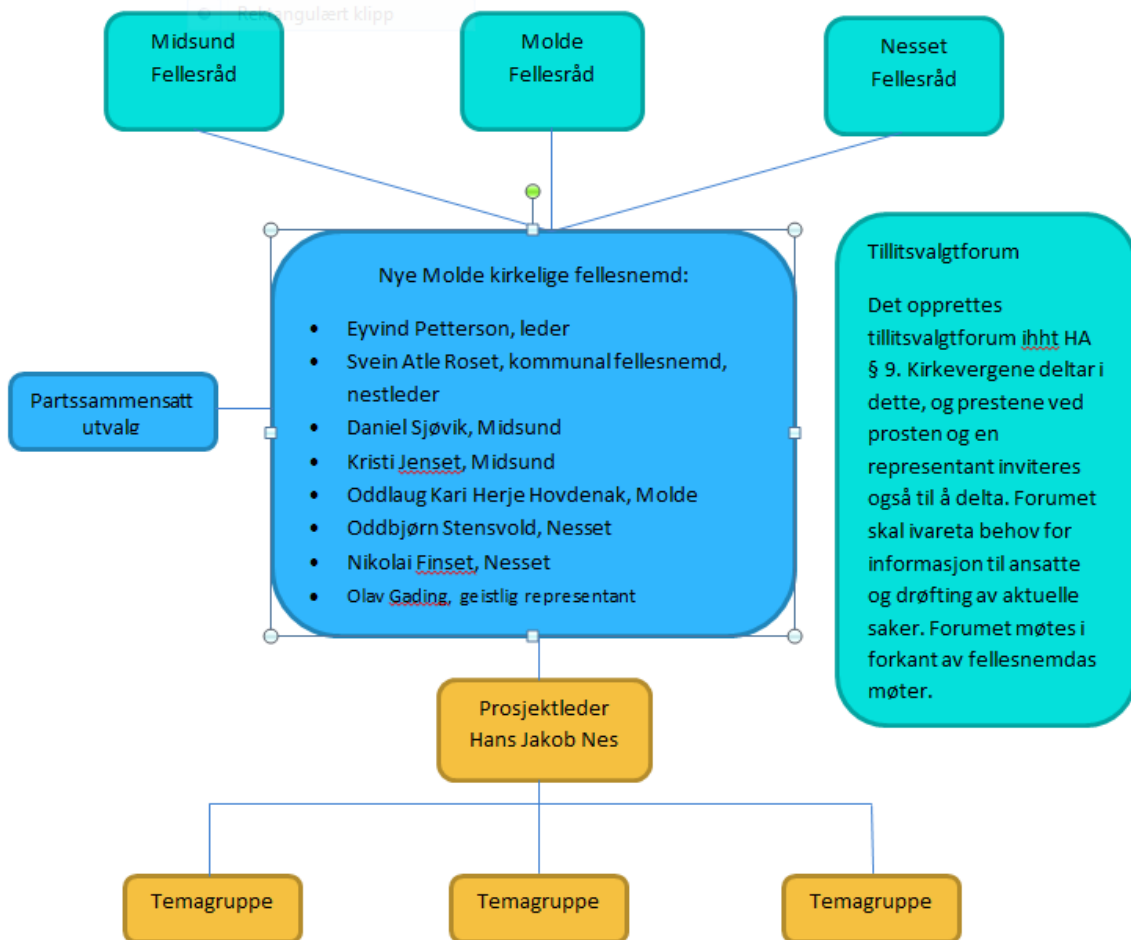 Rektangulært klipp
Midsund
Fellesråd
Molde
Fellesråd
Nesset
Fellesråd
Nye Molde kirkelige fellesnemd:
• Eyvind Petterson, leder
• Svein Atle Roset, kommunal fellesnemd,
nestleder
• Daniel Sjøvik, Midsund
• Kristi Jenset, Midsund
• Oddlaug Kari Herje Hovdenak, Molde
• Oddbjørn Stensvold, Nesset
• Nikolai Finset, Nesset
• Olav Gading, geistlig representant
Partssammensatt
utvalg
Tillitsvalgtforum
Det opprettes
tillitsvalgtforum ihht HA
§ 9. Kirkevergene deltar i
dette, og prestene ved
prosten og en
representant inviteres
også til å delta. Forumet
skal ivareta behov for
informasjon til ansatte
og drøfting av aktuelle
saker. Forumet møtes i
forkant av fellesnemdas
møter.
Prosjektleder
Hans Jakob Nes
Temagruppe
Temagruppe
Temagruppe